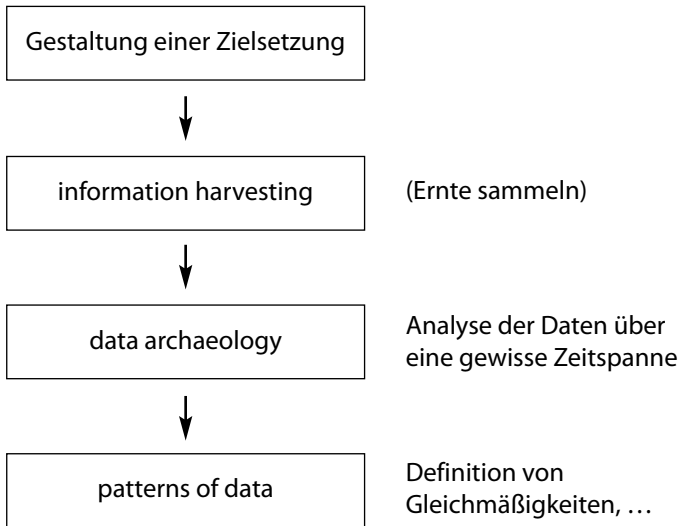 Gestaltung einer Zielsetzung
information harvesting
(Ernte sammeln)
data archaeology
Analyse der Daten über
eine gewisse Zeitspanne
patterns of data
Definition von
Gleichmäßigkeiten, …